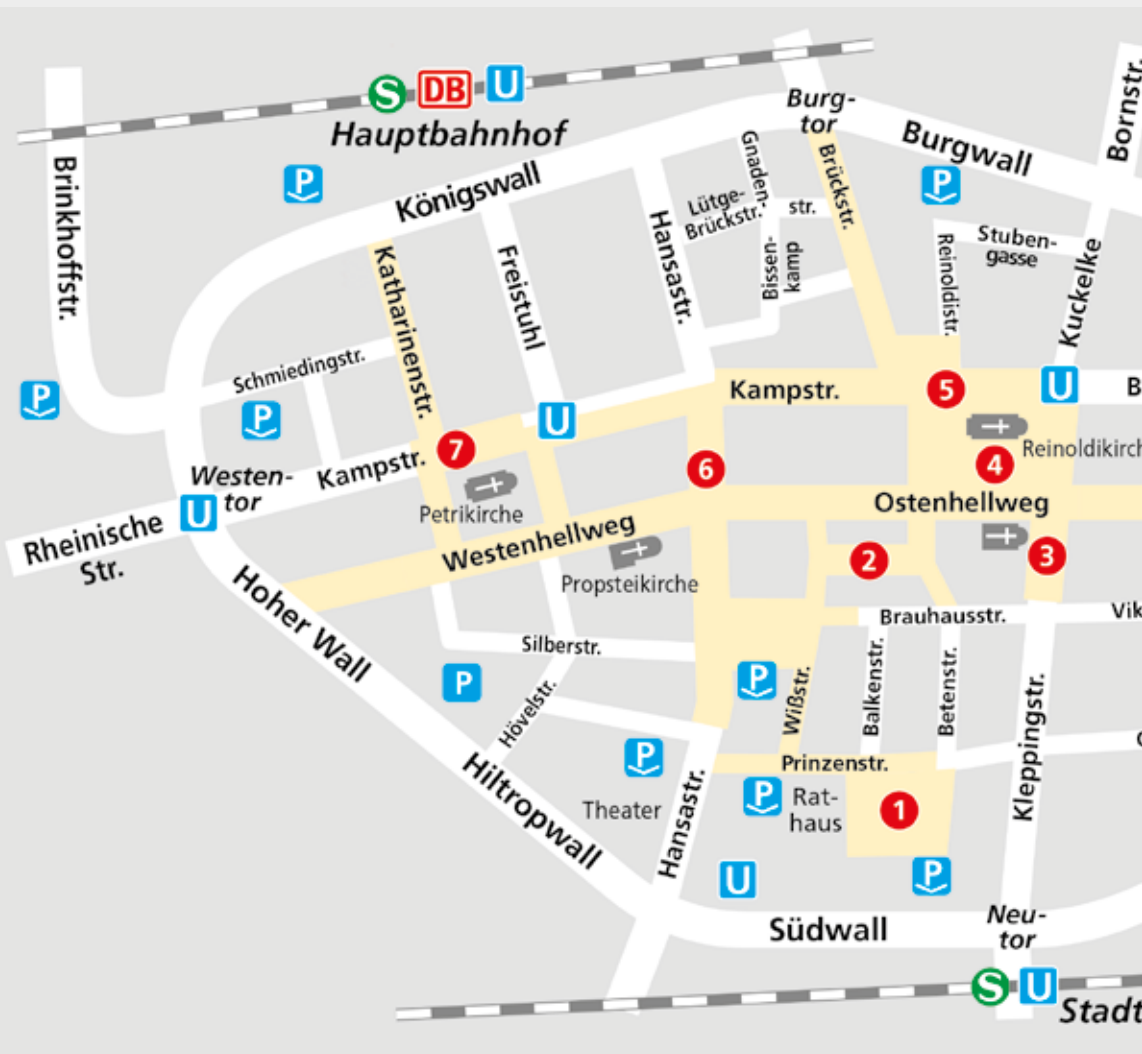 S
DB
U
Hauptbahnhof
Burg-
tor
Burgwall
Bornstr.
Brinkhoffstr.
P
Königswall
Gnaden-
str.
Lütge-
Brückstr.
Brückstr.
P
Hansastr.
Bissen-
kamp
Reinoldistr.
Stuben-
gasse
Kuckelke
Katharinenstr.
Freistuhl
Schmiedingstr.
P
P
Kampstr.
5
U
B
U
7
Kampstr.
Westen-
tor
U
Petrikirche
6
4
Reinoldikirch
Ostenhellweg
Rheinische
Str.
Westenhellweg
Propsteikirche
2
3
Hoher Wall
Brauhausstr.
Vik
Silberstr.
P
P
Hövelstr.
Wißstr.
Balkenstr.
Betenstr.
Kleppingstr.
P
Prinzenstr.
Hiltropwall
Theater
Hansastr.
P
Rat-
haus
1
U
P
Südwall
Neu-
tor
S
U
Stadt